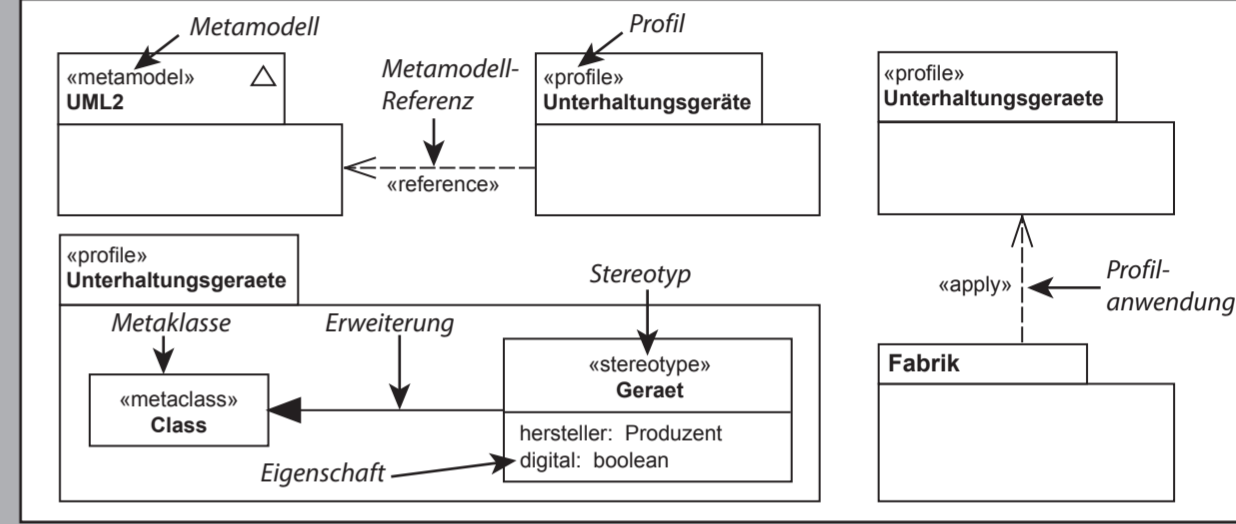 Metamodell
«metamodel»
UML2
Metamodell-
Referenz
«reference»
Profil
«profile»
Unterhaltungsgeräte
«profile»
Unterhaltungsgeraete
«apply»
Profil-
anwendung
Fabrik
«profile»
Unterhaltungsgeraete
Metaklasse
«metaclass»
Class
Erweiterung
Stereotyp
«stereotype»
Geraet
hersteller: Produzent
digital: boolean
Eigenschaft